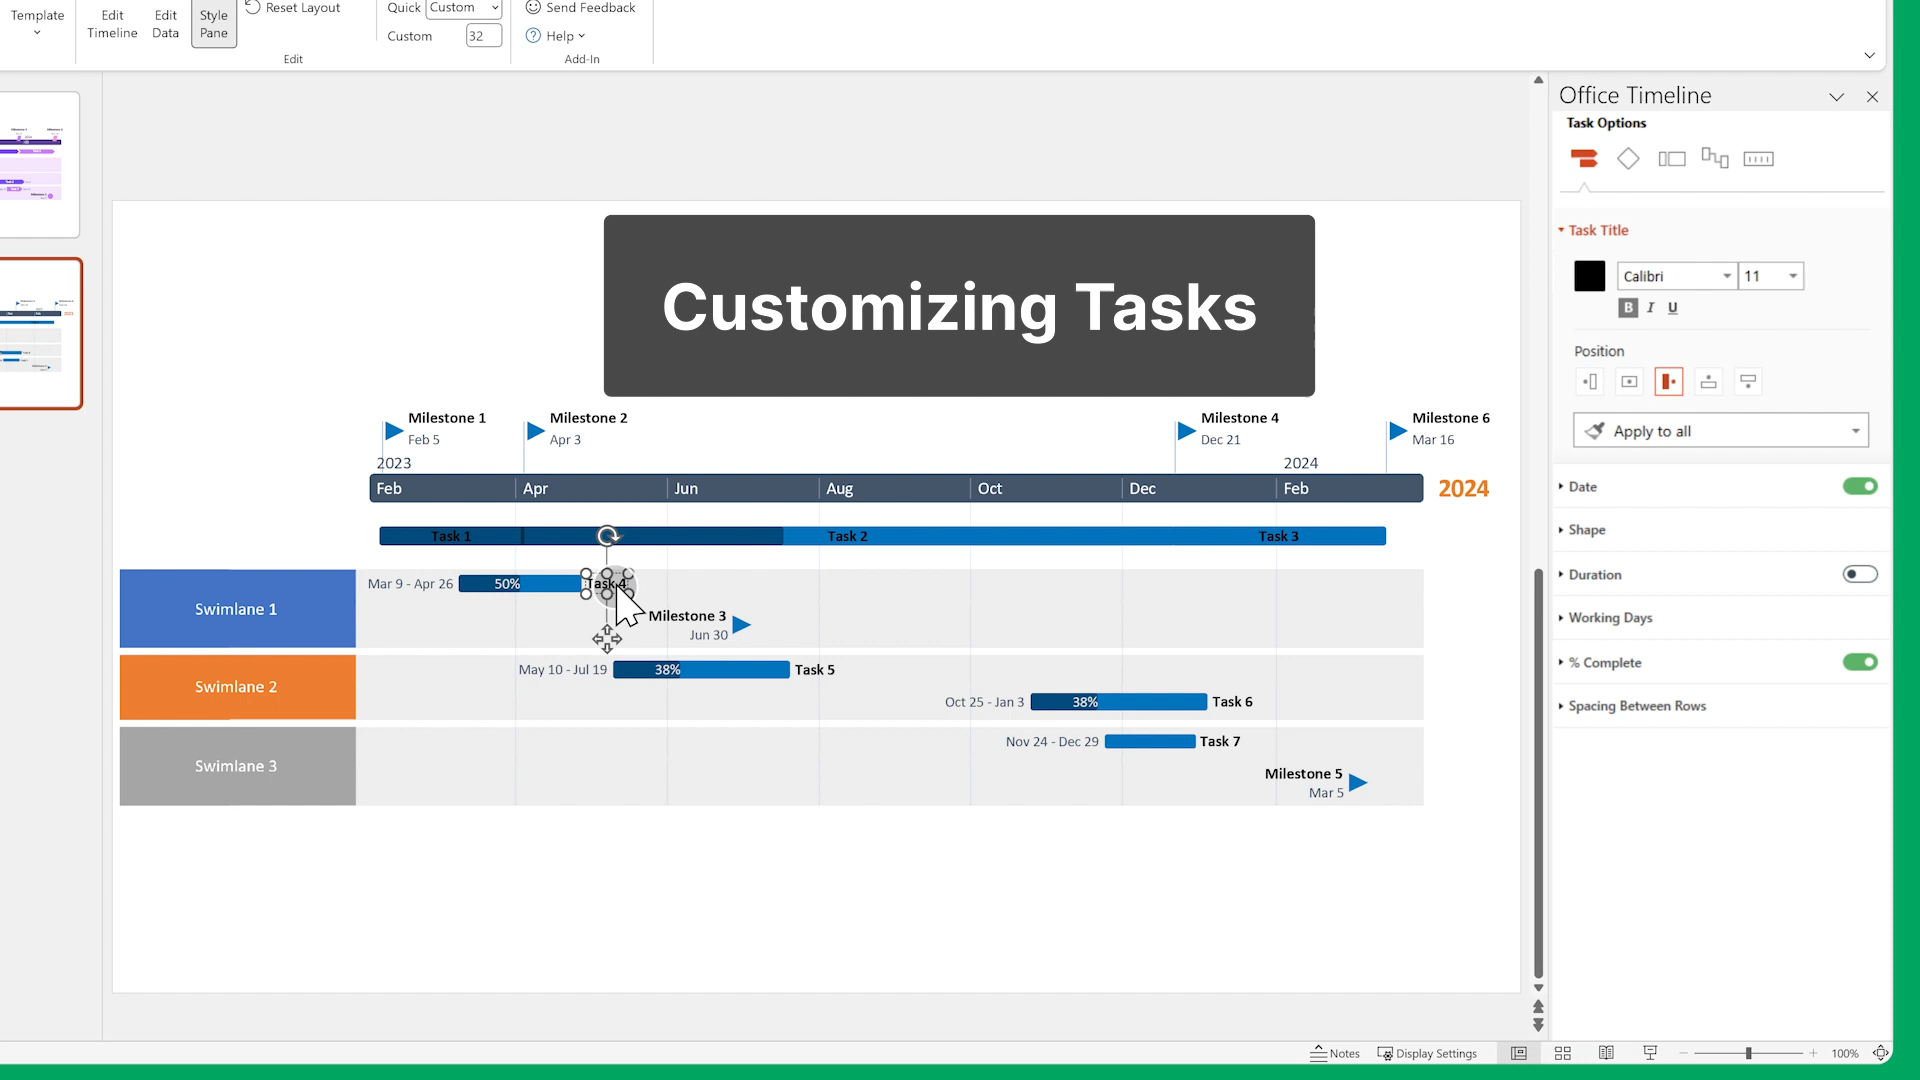 Template
Edit
Timeline
Edit
Data
Style
Pane
Reset Layout
Edit
Quick Custom
Custom 32
Send Feedback
Help
Add-In
Office Timeline
Task Options
Task Title
Calibri 11
B I U
Position
Apply to all
Date
Shape
Duration
Working Days
% Complete
Spacing Between Rows
Customizing Tasks
Milestone 1
Feb 5
Milestone 2
Apr 3
Milestone 4
Dec 21
Milestone 6
Mar 16
2023
2024
Feb Apr Jun Aug Oct Dec Feb 2024
Task 1 Task 2 Task 3
Swimlane 1
Mar 9 - Apr 26 50% Task 4
Milestone 3
Jun 30
Swimlane 2
May 10 - Jul 19 38% Task 5
Oct 25 - Jan 3 38% Task 6
Swimlane 3
Nov 24 - Dec 29 Task 7
Milestone 5
Mar 5
Notes Display Settings 100%